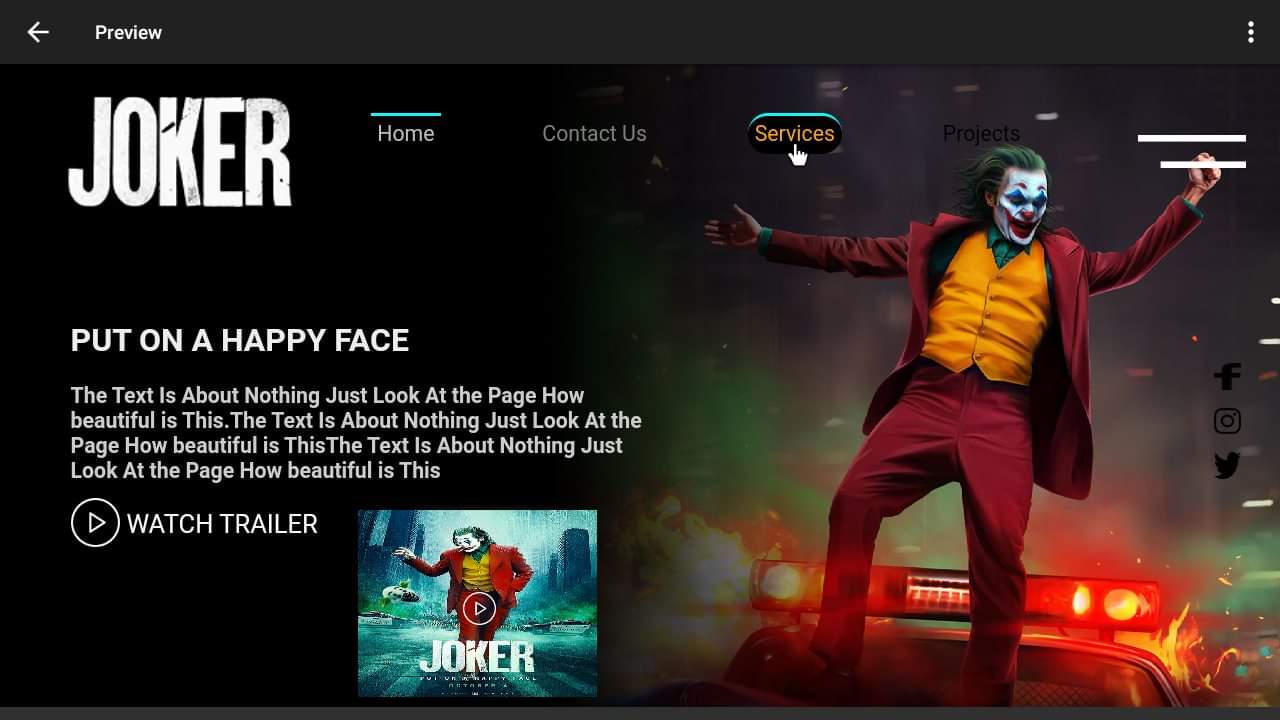 Preview
JOKER
Home Contact Us Services Projects
PUT ON A HAPPY FACE
The Text Is About Nothing Just Look At the Page How
beautiful is This.The Text Is About Nothing Just Look At the
Page How beautiful is ThisThe Text Is About Nothing Just
Look At the Page How beautiful is This
WATCH TRAILER
JOKER
PUT ON A HAPPY FACE
OCTOBER 4